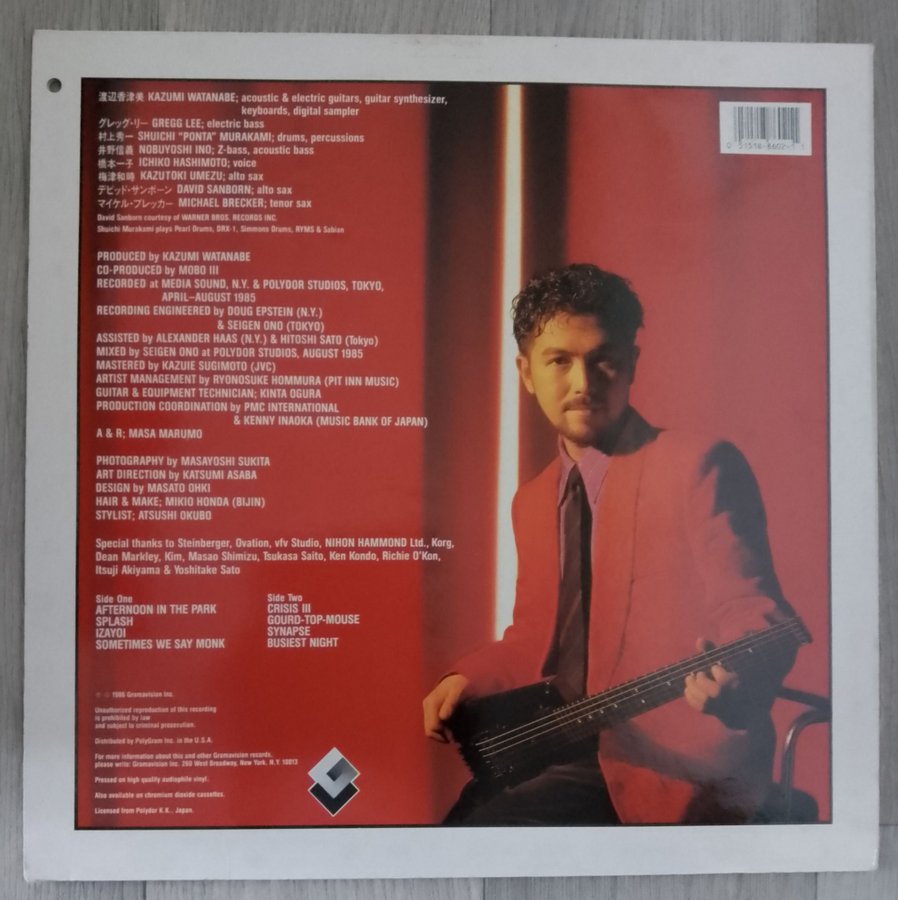 渡辺香津美 KAZUMI WATANABE; acoustic & electric guitars, guitar synthesizer,
keyboards, digital sampler
グレッグ・リー GREGG LEE; electric bass
村上秀一 SHUICHI "PONTA" MURAKAMI; drums, percussions
井野信義 NOBUYOSHI INO; Z-bass, acoustic bass
橋本一子 ICHIKO HASHIMOTO; voice
梅津和時 KAZUTOKI UMEZU; alto sax
デビッド・サンボーン DAVID SANBORN; alto sax
マイケル・ブレッカー MICHAEL BRECKER; tenor sax
David Sanborn courtesy of WARNER BROS. RECORDS INC.
Shuichi Murakami plays Pearl Drums, DRX-1, Simmons Drums, RYMS & Sabian
PRODUCED by KAZUMI WATANABE
CO-PRODUCED by MOBO III
RECORDED at MEDIA SOUND, N.Y. & POLYDOR STUDIOS, TOKYO,
APRIL–AUGUST 1985
RECORDING ENGINEERED by DOUG EPSTEIN (N.Y.)
& SEIGEN ONO (TOKYO)
ASSISTED by ALEXANDER HAAS (N.Y.) & HITOSHI SATO (Tokyo)
MIXED by SEIGEN ONO at POLYDOR STUDIOS, AUGUST 1985
MASTERED by KAZUIE SUGIMOTO (JVC)
ARTIST MANAGEMENT by RYONOSUKE HOMMURA (PIT INN MUSIC)
GUITAR & EQUIPMENT TECHNICIAN; KINTA OGURA
PRODUCTION COORDINATION by PMC INTERNATIONAL
& KENNY INAOKA (MUSIC BANK OF JAPAN)
A & R; MASA MARUMO
PHOTOGRAPHY by MASAYOSHI SUKITA
ART DIRECTION by KATSUMI ASABA
DESIGN by MASATO OHKI
HAIR & MAKE; MIKIO HONDA (BIJIN)
STYLIST; ATSUSHI OKUBO
Special thanks to Steinberger, Ovation, vfv Studio, NIHON HAMMOND Ltd., Korg,
Dean Markley, Kim, Masao Shimizu, Tsukasa Saito, Ken Kondo, Richie O'Kon,
Itsuji Akiyama & Yoshitake Sato
Side One
AFTERNOON IN THE PARK
SPLASH
IZAYOI
SOMETIMES WE SAY MONK
Side Two
CRISIS III
GOURD-TOP-MOUSE
SYNAPSE
BUSIEST NIGHT
℗ © 1986 Gramavision Inc.
Unauthorized reproduction of this recording
is prohibited by law
and subject to criminal prosecution.
Distributed by PolyGram Inc. in the U.S.A.
For more information about this and other Gramavision records,
please write: Gramavision Inc. 260 West Broadway, New York, N.Y. 10013
Pressed on high quality audiophile vinyl.
Also available on chromium dioxide cassettes.
Licensed from Polydor K.K., Japan.